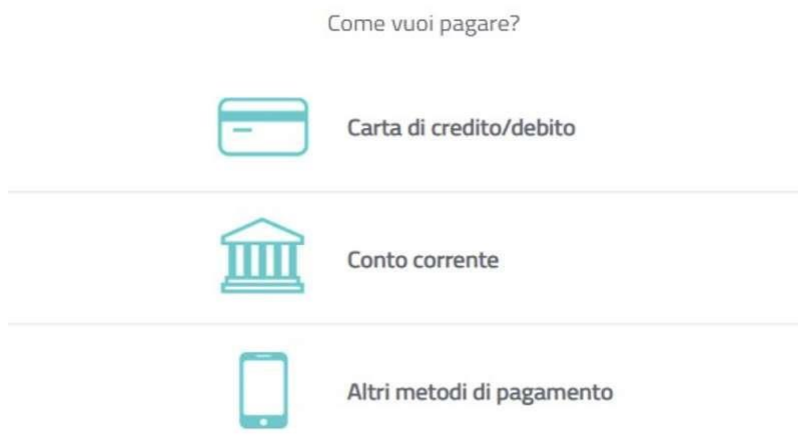 Come vuoi pagare?
Carta di credito/debito
Conto corrente
Altri metodi di pagamento